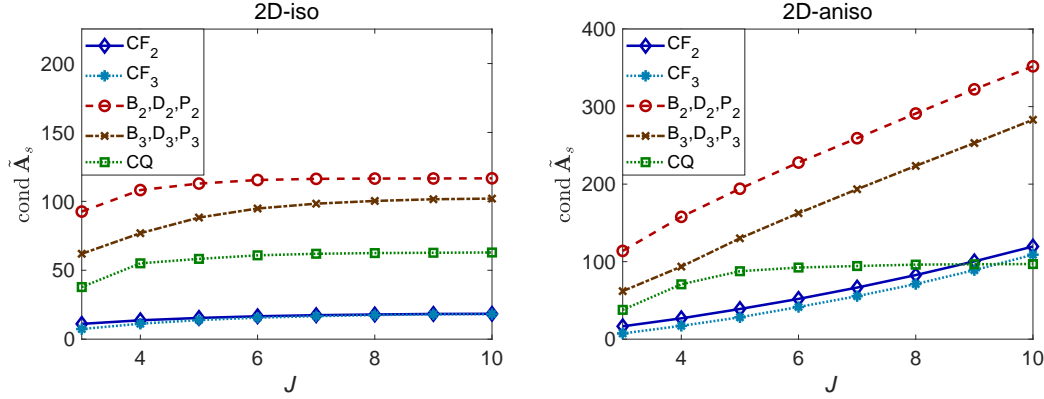 2D-iso
cond Ã_s
225
200
150
100
50
0
4
6
8
10
J
CF_2
CF_3
B_2,D_2,P_2
B_3,D_3,P_3
CQ
2D-aniso
cond Ã_s
400
300
200
100
0
4
6
8
10
J
CF_2
CF_3
B_2,D_2,P_2
B_3,D_3,P_3
CQ